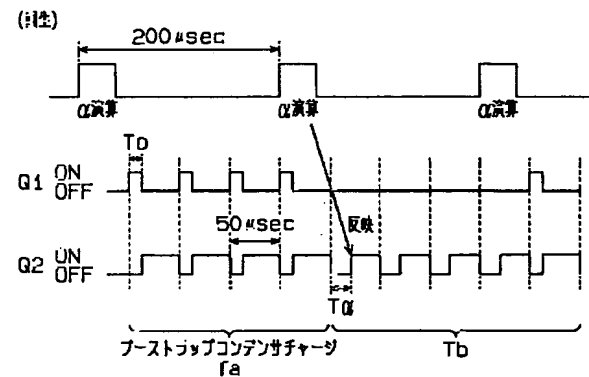 200μsec
α演算 α演算 α演算
TD
Q1 ON
OFF
50μsec
反映
Q2 ON
OFF
Tα
ブーストラップコンデンサチャージ
Ta
Tb